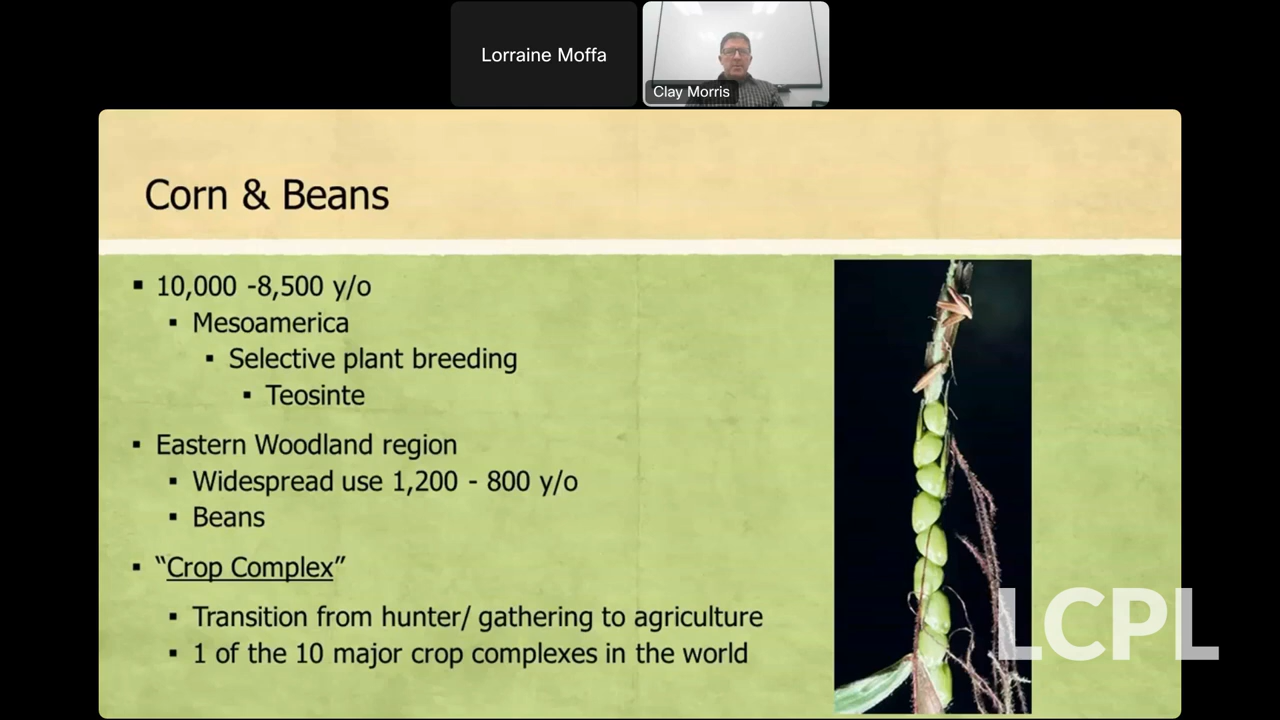 Lorraine Moffa
Clay Morris
Corn & Beans
▪ 10,000 -8,500 y/o
▪ Mesoamerica
▪ Selective plant breeding
▪ Teosinte
▪ Eastern Woodland region
▪ Widespread use 1,200 - 800 y/o
▪ Beans
▪ “Crop Complex”
▪ Transition from hunter/ gathering to agriculture
▪ 1 of the 10 major crop complexes in the world
LCPL